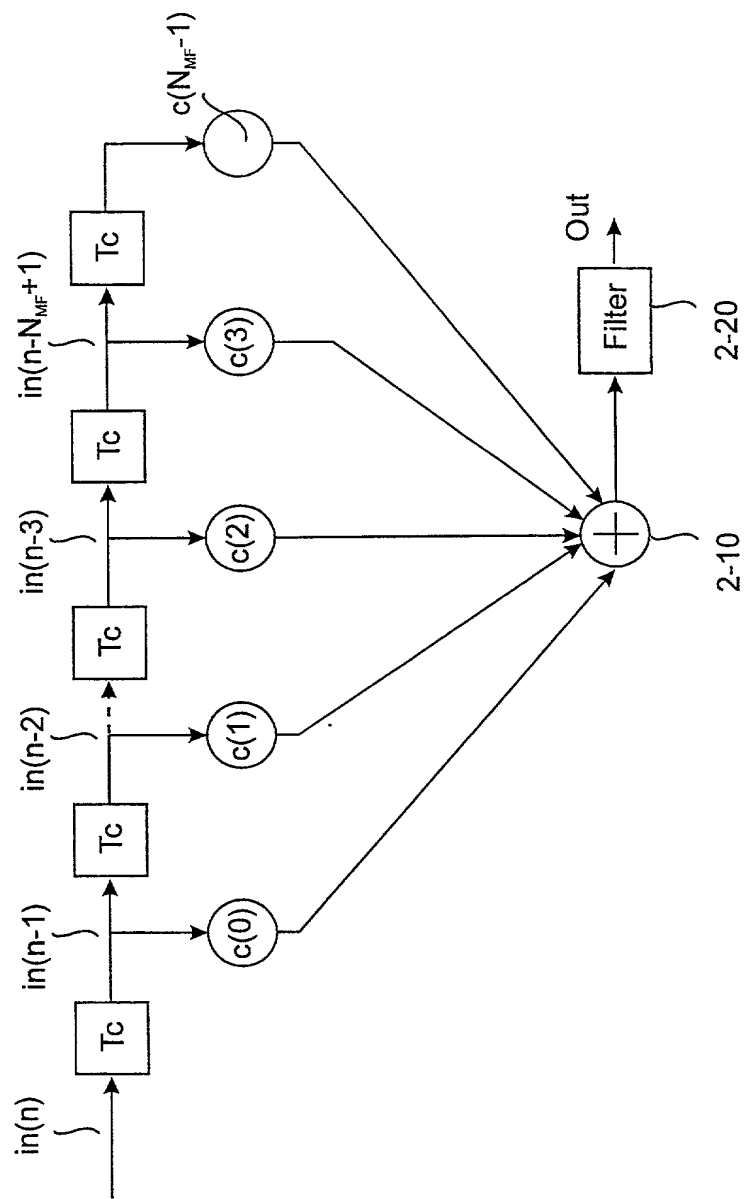 in(n)
in(n-1)
in(n-2)
in(n-3)
in(n-N_MF+1)
Tc
Tc
Tc
Tc
Tc
c(0)
c(1)
c(2)
c(3)
c(N_MF-1)
Filter
Out
2-10
2-20